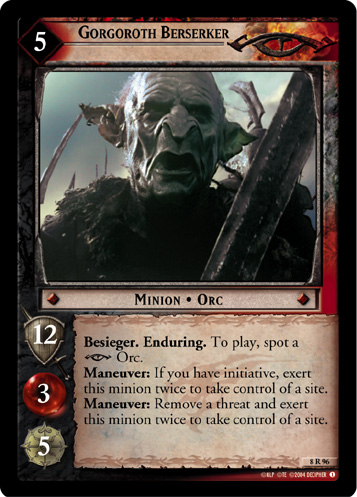 5
Gorgoroth Berserker
Minion • Orc
12
3
5
Besieger. Enduring. To play, spot a
Orc.
Maneuver: If you have initiative, exert
this minion twice to take control of a site.
Maneuver: Remove a threat and exert
this minion twice to take control of a site.
8 R 96
©NLP ©TE ©2004 DECIPHER